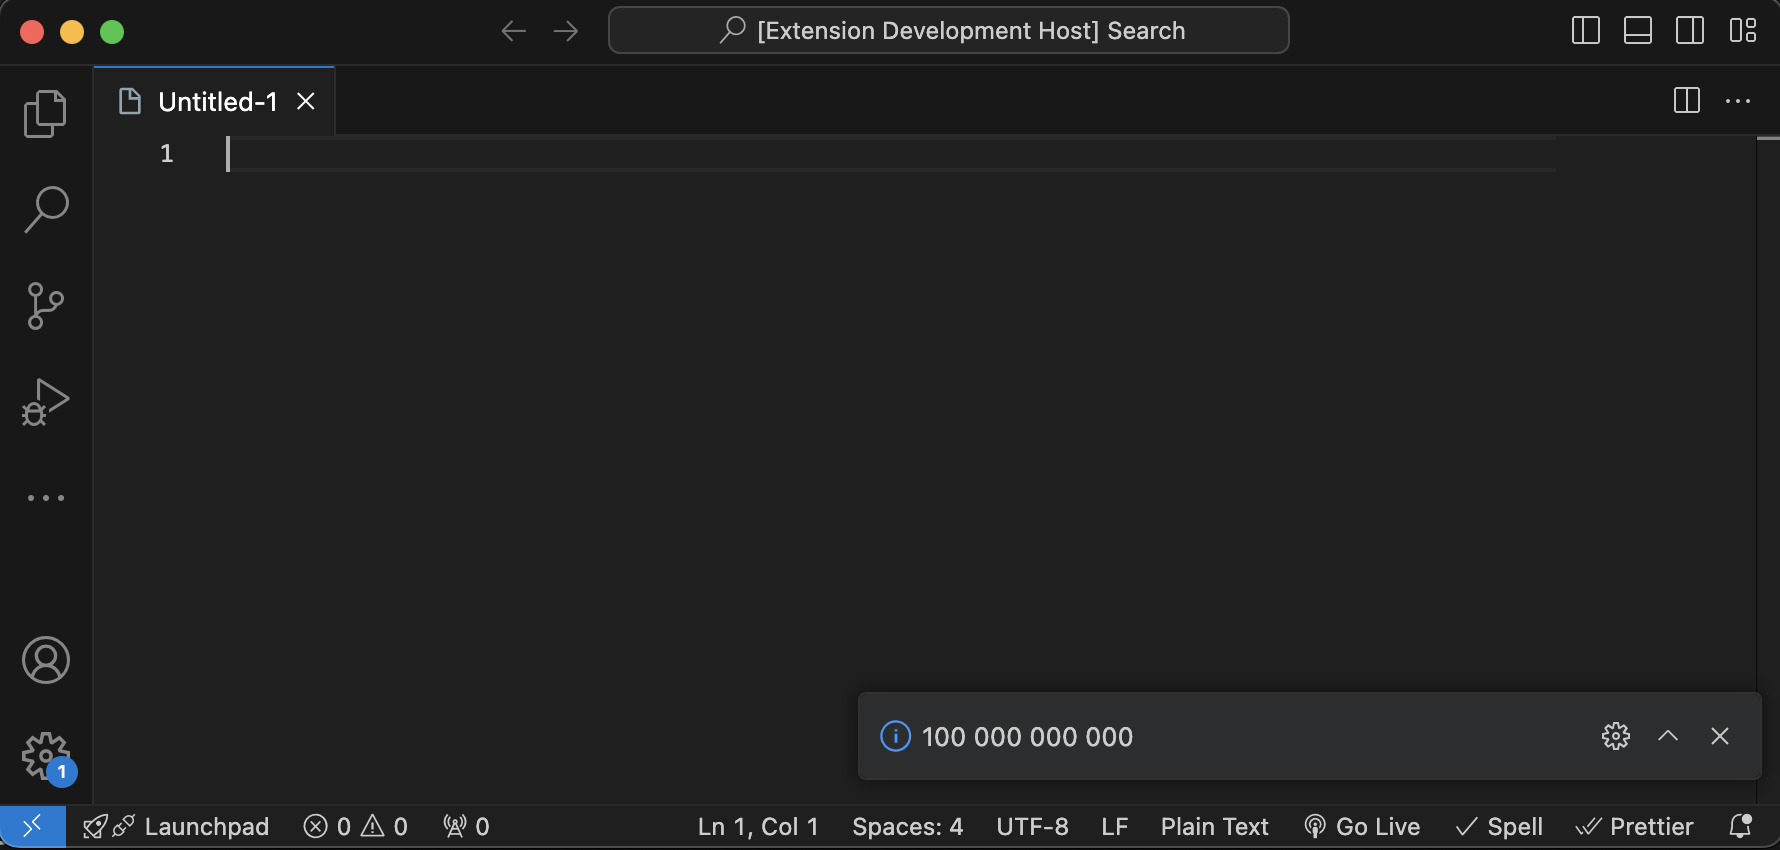 [Extension Development Host] Search
Untitled-1
1
100 000 000 000
1
Launchpad 0 0 0 Ln 1, Col 1 Spaces: 4 UTF-8 LF Plain Text Go Live Spell Prettier